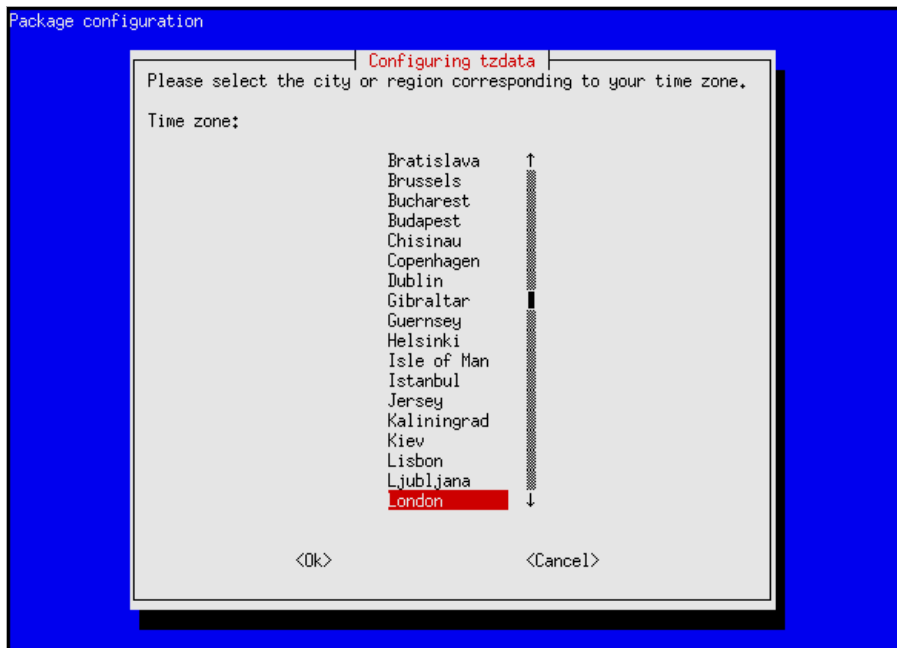 Package configuration
Configuring tzdata
Please select the city or region corresponding to your time zone.
Time zone:
Bratislava ↑
Brussels
Bucharest
Budapest
Chisinau
Copenhagen
Dublin
Gibraltar
Guernsey
Helsinki
Isle of Man
Istanbul
Jersey
Kaliningrad
Kiev
Lisbon
Ljubljana
London ↓
<Ok> <Cancel>